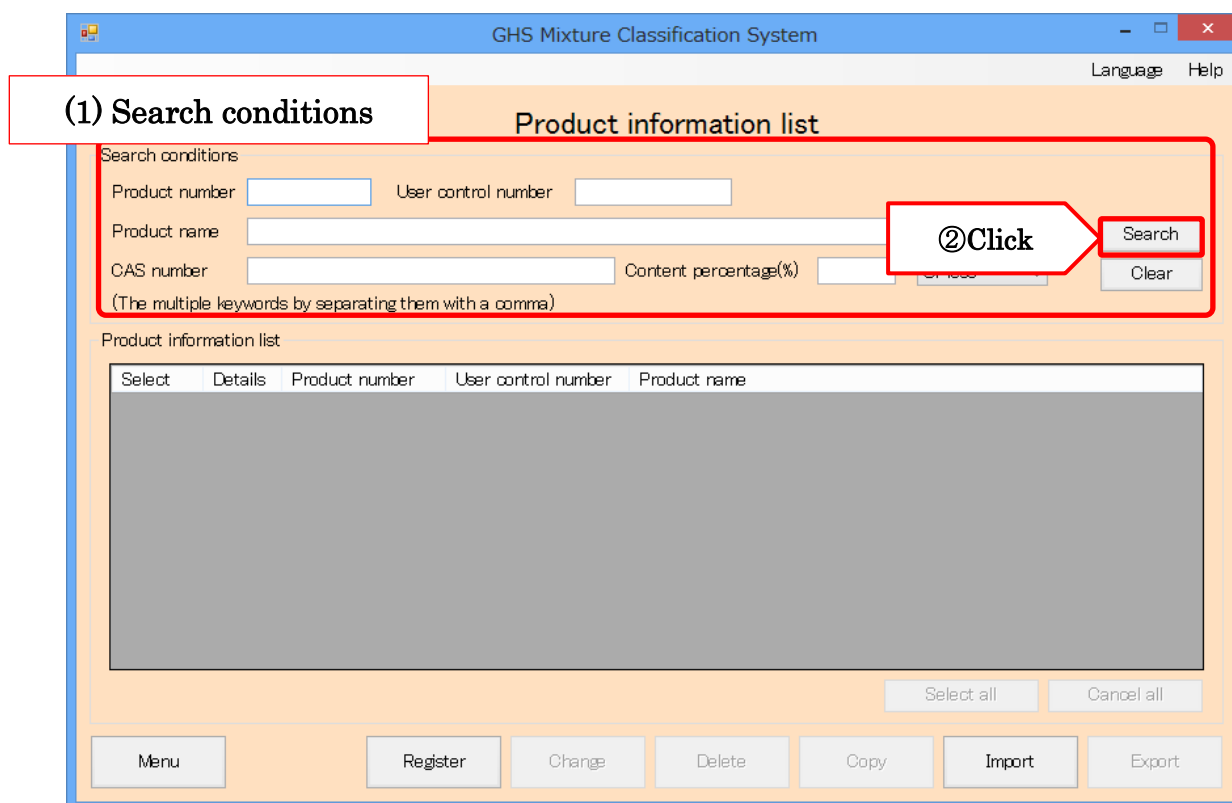 GHS Mixture Classification System
Language Help
(1) Search conditions
Product information list
Search conditions
Product number User control number
Product name
②Click
Search
CAS number Content percentage(%)
Clear
(The multiple keywords by separating them with a comma)
Product information list
Select Details Product number User control number Product name
Select all Cancel all
Menu Register Change Delete Copy Import Export